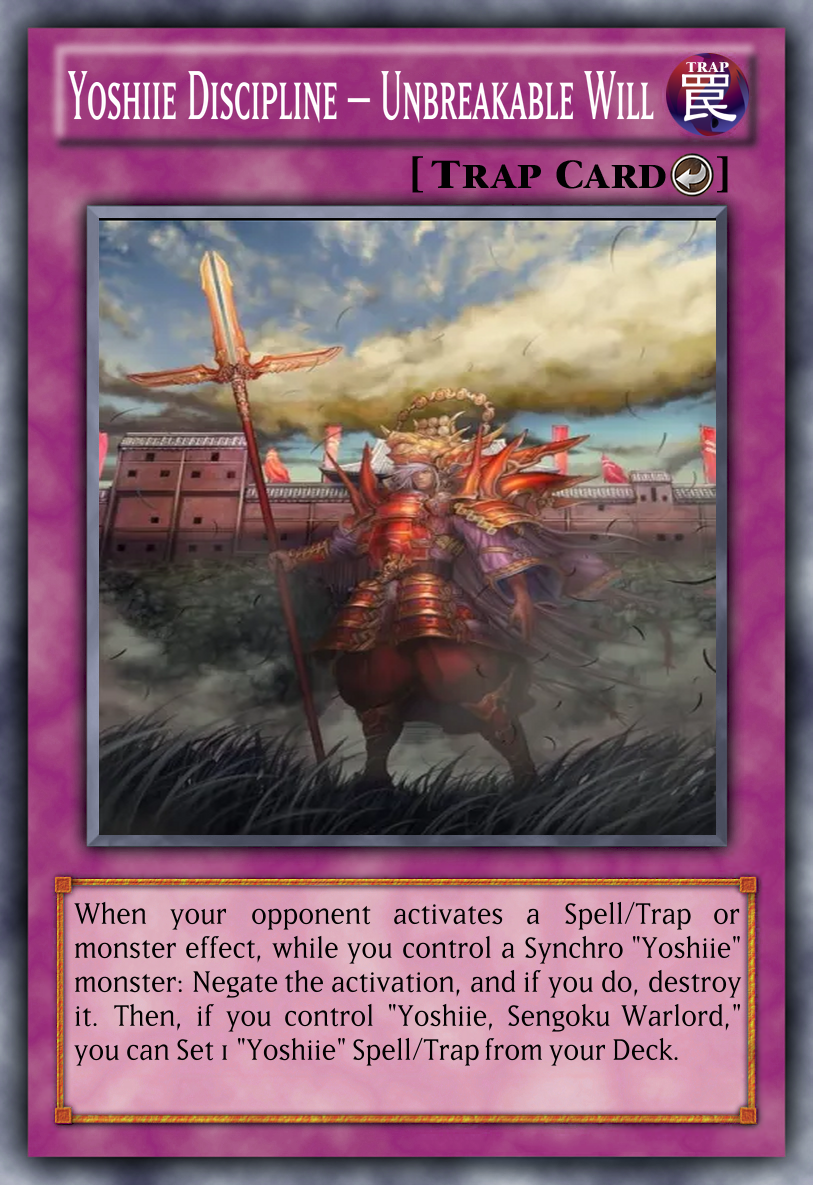 Yoshiie Discipline – Unbreakable Will
TRAP
罠
[Trap Card]
When your opponent activates a Spell/Trap or
monster effect, while you control a Synchro "Yoshiie"
monster: Negate the activation, and if you do, destroy
it. Then, if you control "Yoshiie, Sengoku Warlord,"
you can Set 1 "Yoshiie" Spell/Trap from your Deck.